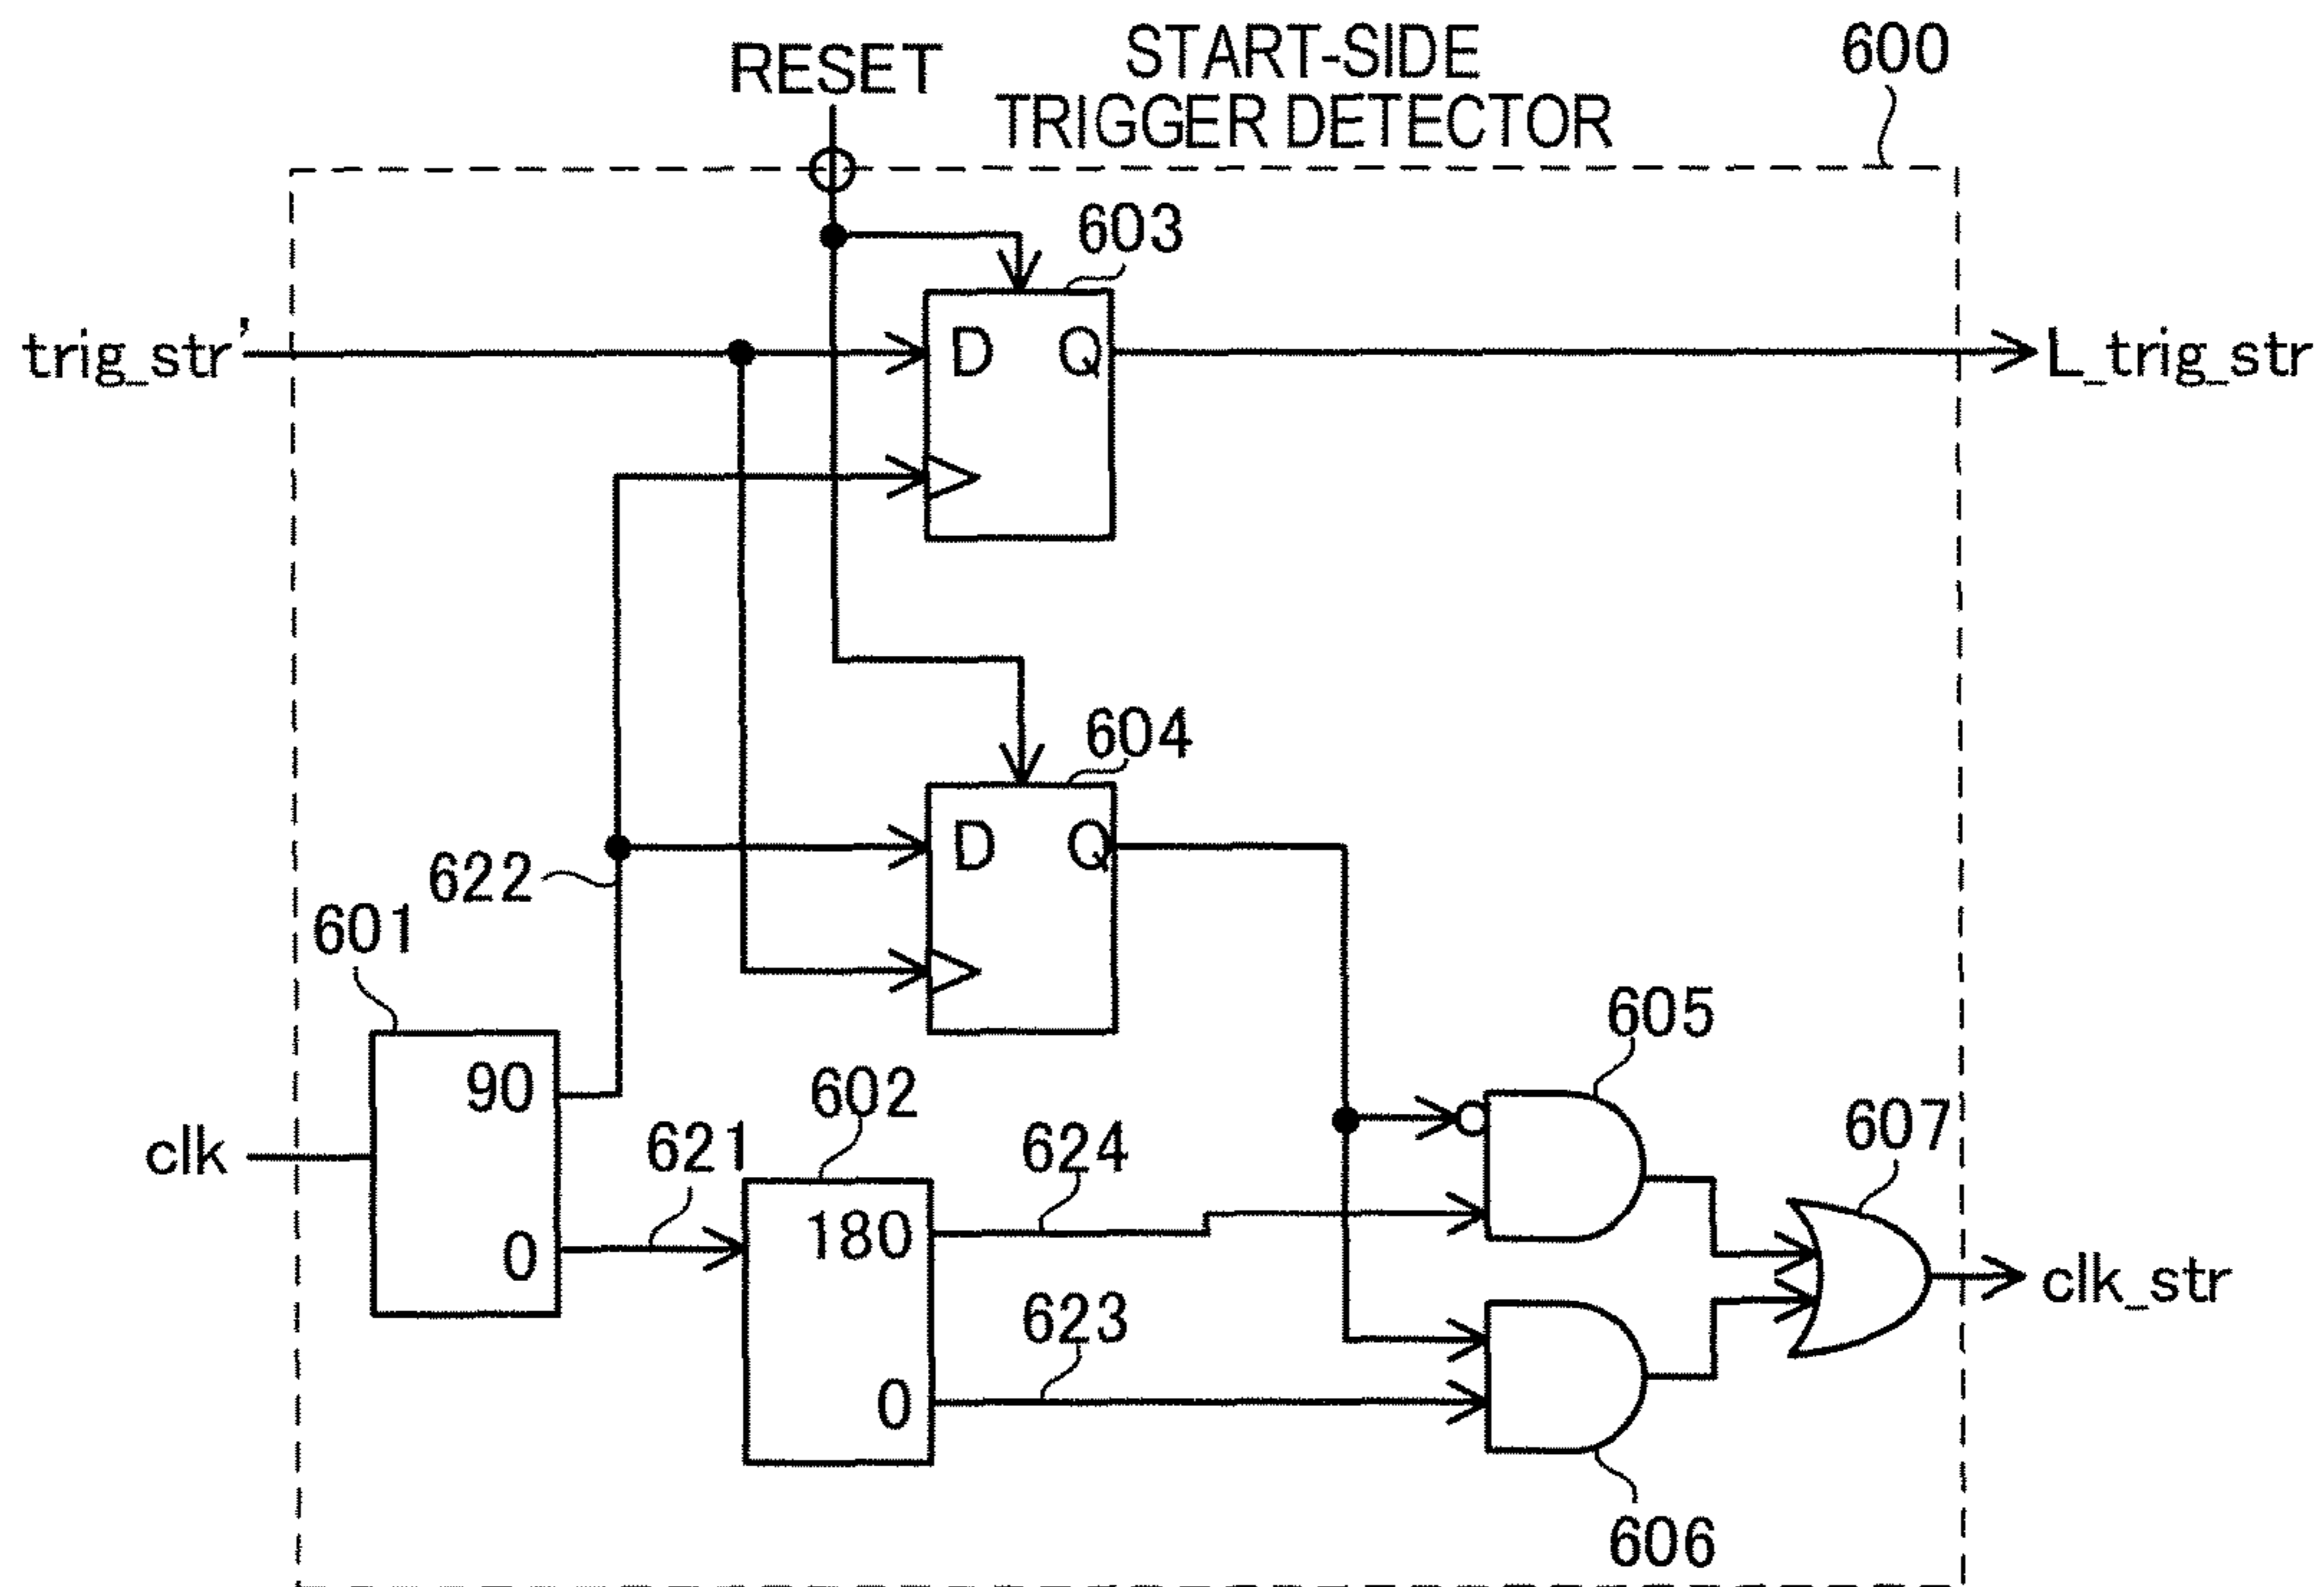 RESET
START-SIDE
TRIGGER DETECTOR
600
603
trig_str'
D
Q
L_trig_str
604
D
Q
622
601
90
0
clk
621
602
180
0
624
623
605
606
607
clk_str